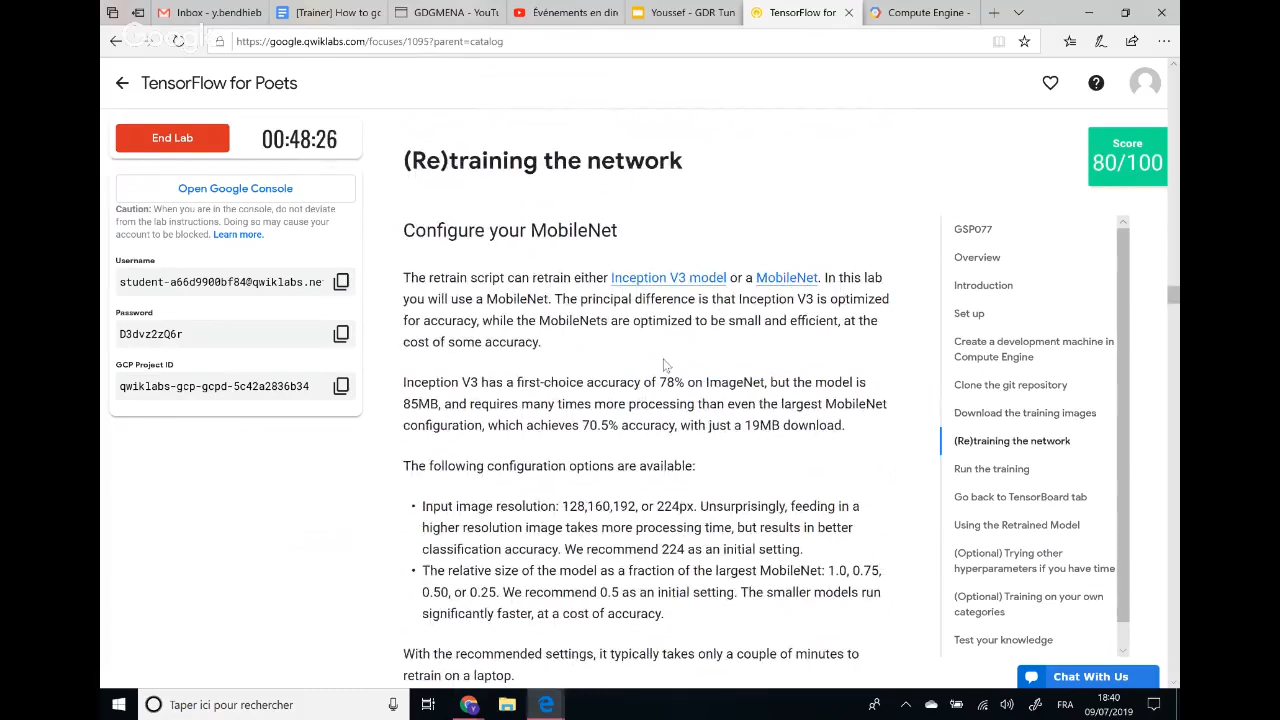 Inbox - y.bendhieb
[Trainer] How to gc
GDGMENA - YouTu
Événements en din
Youssef - GDR Tun
TensorFlow for
Compute Engine -
https://google.qwiklabs.com/focuses/1095?parent=catalog
TensorFlow for Poets
End Lab
00:48:26
Open Google Console
Caution: When you are in the console, do not deviate
from the lab instructions. Doing so may cause your
account to be blocked. Learn more.
Username
student-a66d9900bf84@qwiklabs.ne
Password
D3dvz2zQ6r
GCP Project ID
qwiklabs-gcp-gcpd-5c42a2836b34
(Re)training the network
Configure your MobileNet
The retrain script can retrain either Inception V3 model or a MobileNet. In this lab
you will use a MobileNet. The principal difference is that Inception V3 is optimized
for accuracy, while the MobileNets are optimized to be small and efficient, at the
cost of some accuracy.
Inception V3 has a first-choice accuracy of 78% on ImageNet, but the model is
85MB, and requires many times more processing than even the largest MobileNet
configuration, which achieves 70.5% accuracy, with just a 19MB download.
The following configuration options are available:
• Input image resolution: 128,160,192, or 224px. Unsurprisingly, feeding in a
higher resolution image takes more processing time, but results in better
classification accuracy. We recommend 224 as an initial setting.
• The relative size of the model as a fraction of the largest MobileNet: 1.0, 0.75,
0.50, or 0.25. We recommend 0.5 as an initial setting. The smaller models run
significantly faster, at a cost of accuracy.
With the recommended settings, it typically takes only a couple of minutes to
retrain on a laptop.
Score
80/100
GSP077
Overview
Introduction
Set up
Create a development machine in
Compute Engine
Clone the git repository
Download the training images
(Re)training the network
Run the training
Go back to TensorBoard tab
Using the Retrained Model
(Optional) Trying other
hyperparameters if you have time
(Optional) Training on your own
categories
Test your knowledge
Chat With Us
Taper ici pour rechercher
FRA
18:40
09/07/2019